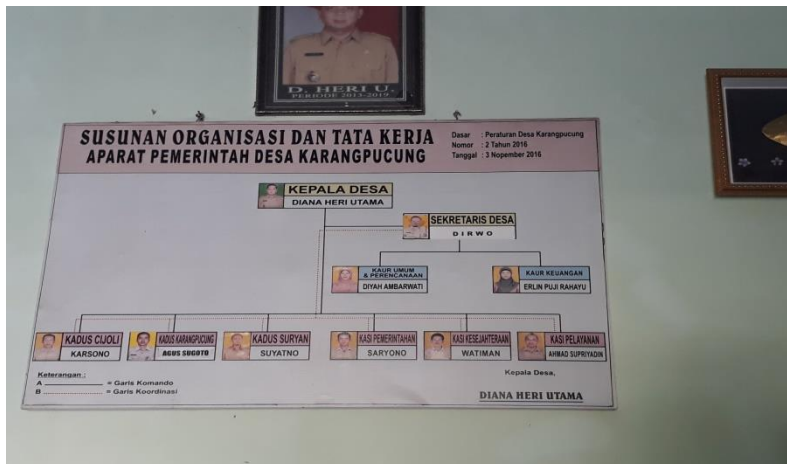 D. HERI U.
PERIODE 2013-2019
SUSUNAN ORGANISASI DAN TATA KERJA
APARAT PEMERINTAH DESA KARANGPUCUNG
Dasar : Peraturan Desa Karangpucung
Nomor : 2 Tahun 2016
Tanggal : 3 Nopember 2016
KEPALA DESA
DIANA HERI UTAMA
SEKRETARIS DESA
DIRWO
KAUR UMUM
& PERENCANAAN
DIYAH AMBARWATI
KAUR KEUANGAN
ERLIN PUJI RAHAYU
KADUS CIJOLI
KARSONO
KADUS KARANGPUCUNG
AGUS SUGOTO
KADUS SURYAN
SUYATNO
KASI PEMERINTAHAN
SARYONO
KASI KESEJAHTERAAN
WATIMAN
KASI PELAYANAN
AHMAD SUPRIYADIN
Keterangan :
A = Garis Komando
B = Garis Koordinasi
Kepala Desa,
DIANA HERI UTAMA